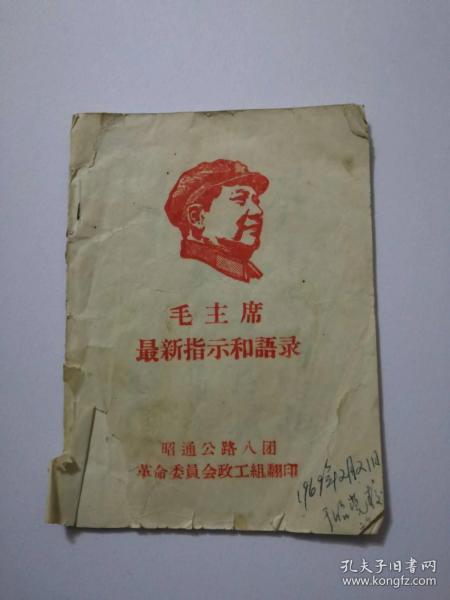 毛主席
最新指示和語录
昭通公路八团
革命委員会政工組翻印
1969年12月21日
孔夫子旧书网
www.kongfz.com